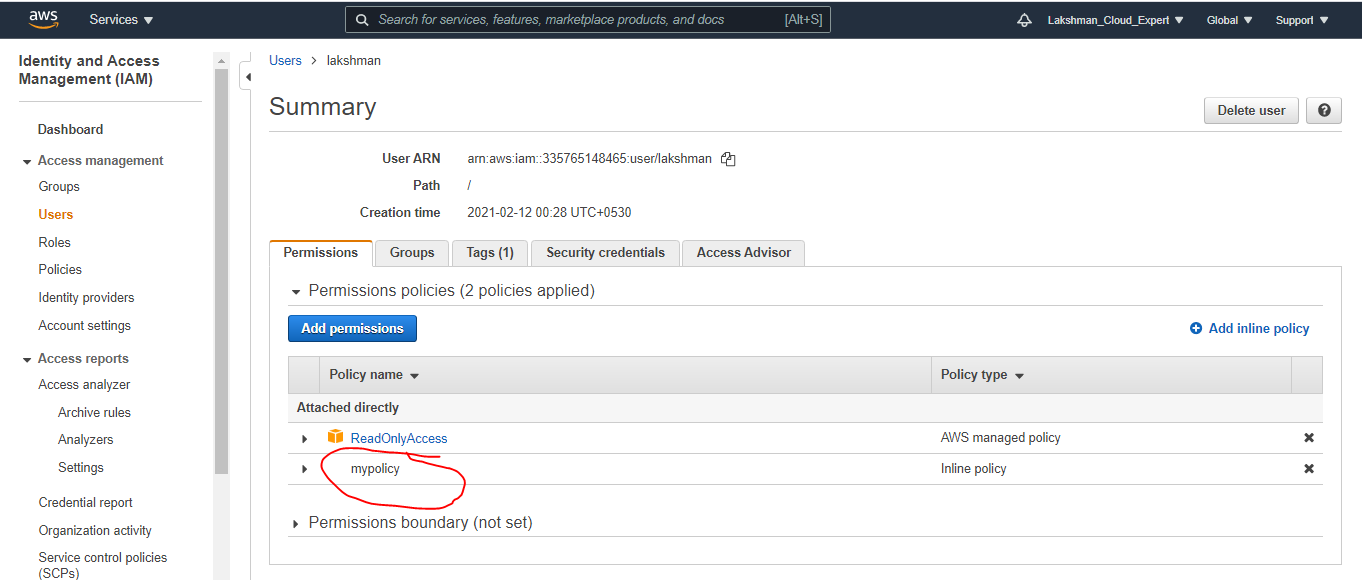 aws Services Search for services, features, marketplace products, and docs [Alt+S] Lakshman_Cloud_Expert Global Support
Identity and Access
Management (IAM)
Dashboard
Access management
Groups
Users
Roles
Policies
Identity providers
Account settings
Access reports
Access analyzer
Archive rules
Analyzers
Settings
Credential report
Organization activity
Service control policies
(SCPs)
Users > lakshman
Summary
Delete user ?
User ARN arn:aws:iam::335765148465:user/lakshman
Path /
Creation time 2021-02-12 00:28 UTC+0530
Permissions Groups Tags (1) Security credentials Access Advisor
Permissions policies (2 policies applied)
Add permissions Add inline policy
Policy name Policy type
Attached directly
ReadOnlyAccess AWS managed policy
mypolicy Inline policy
Permissions boundary (not set)